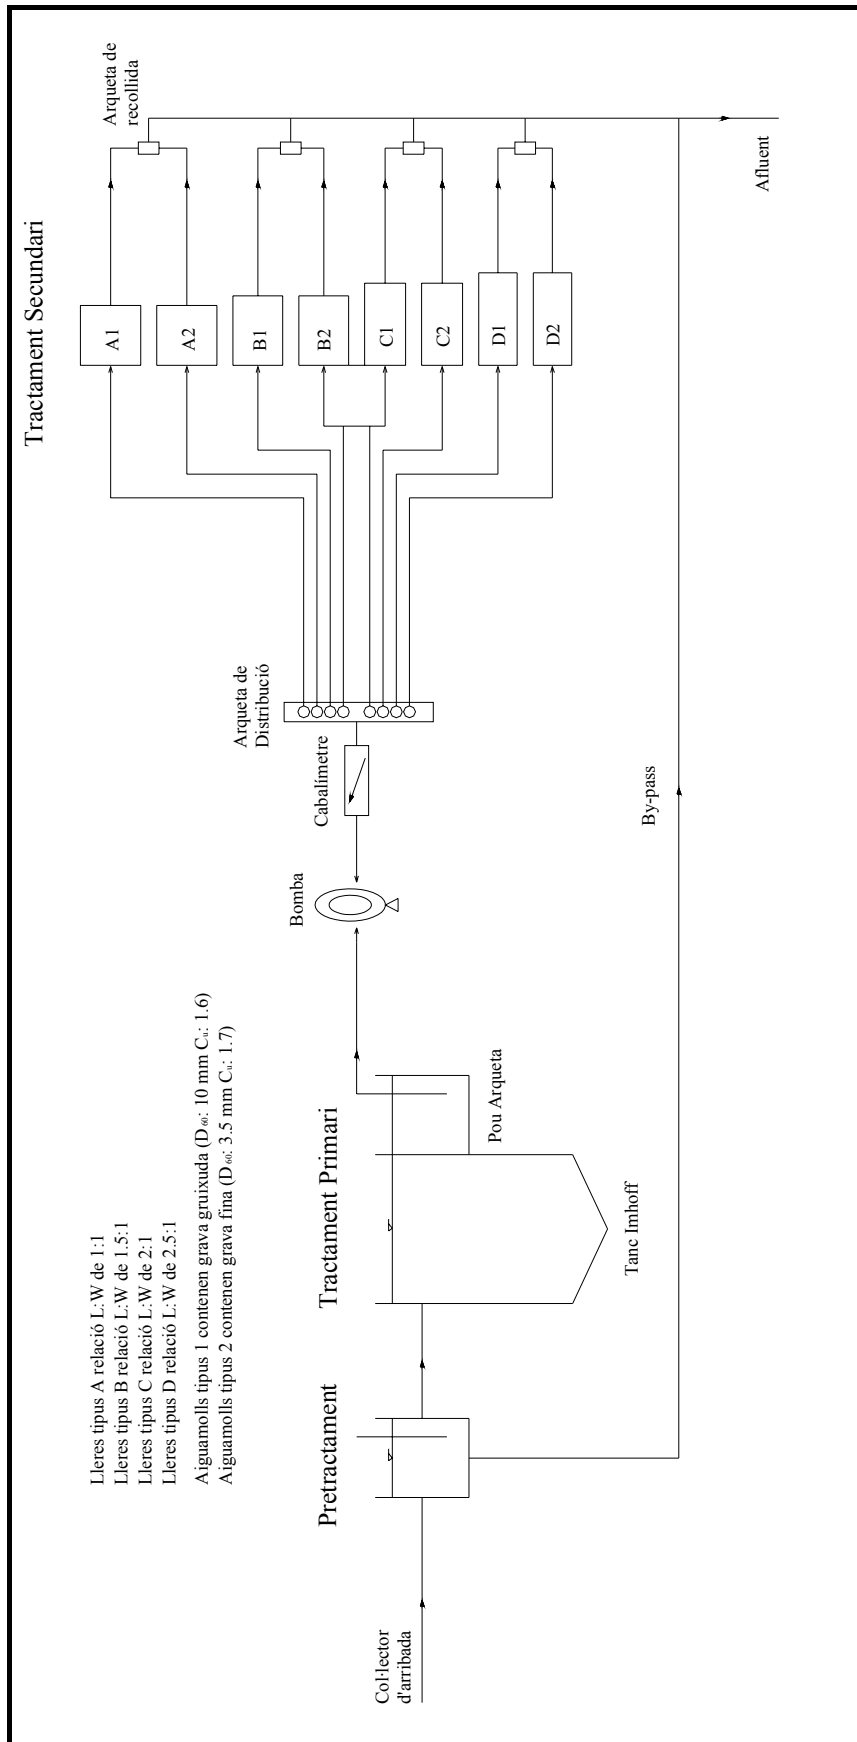 Tractament Secundari
Arqueta de
recollida
A1
A2
B1
B2
C1
C2
D1
D2
Afluent
Arqueta de
Distribució
Cabalímetre
Bomba
By-pass
Lleres tipus A relació L:W de 1:1
Lleres tipus B relació L:W de 1.5:1
Lleres tipus C relació L:W de 2:1
Lleres tipus D relació L:W de 2.5:1
Aiguamolls tipus 1 contenen grava gruixuda (D60: 10 mm Cu: 1.6)
Aiguamolls tipus 2 contenen grava fina (D60: 3.5 mm Cu: 1.7)
Tractament Primari
Pou Arqueta
Tanc Imhoff
Pretractament
Col·lector
d'arribada